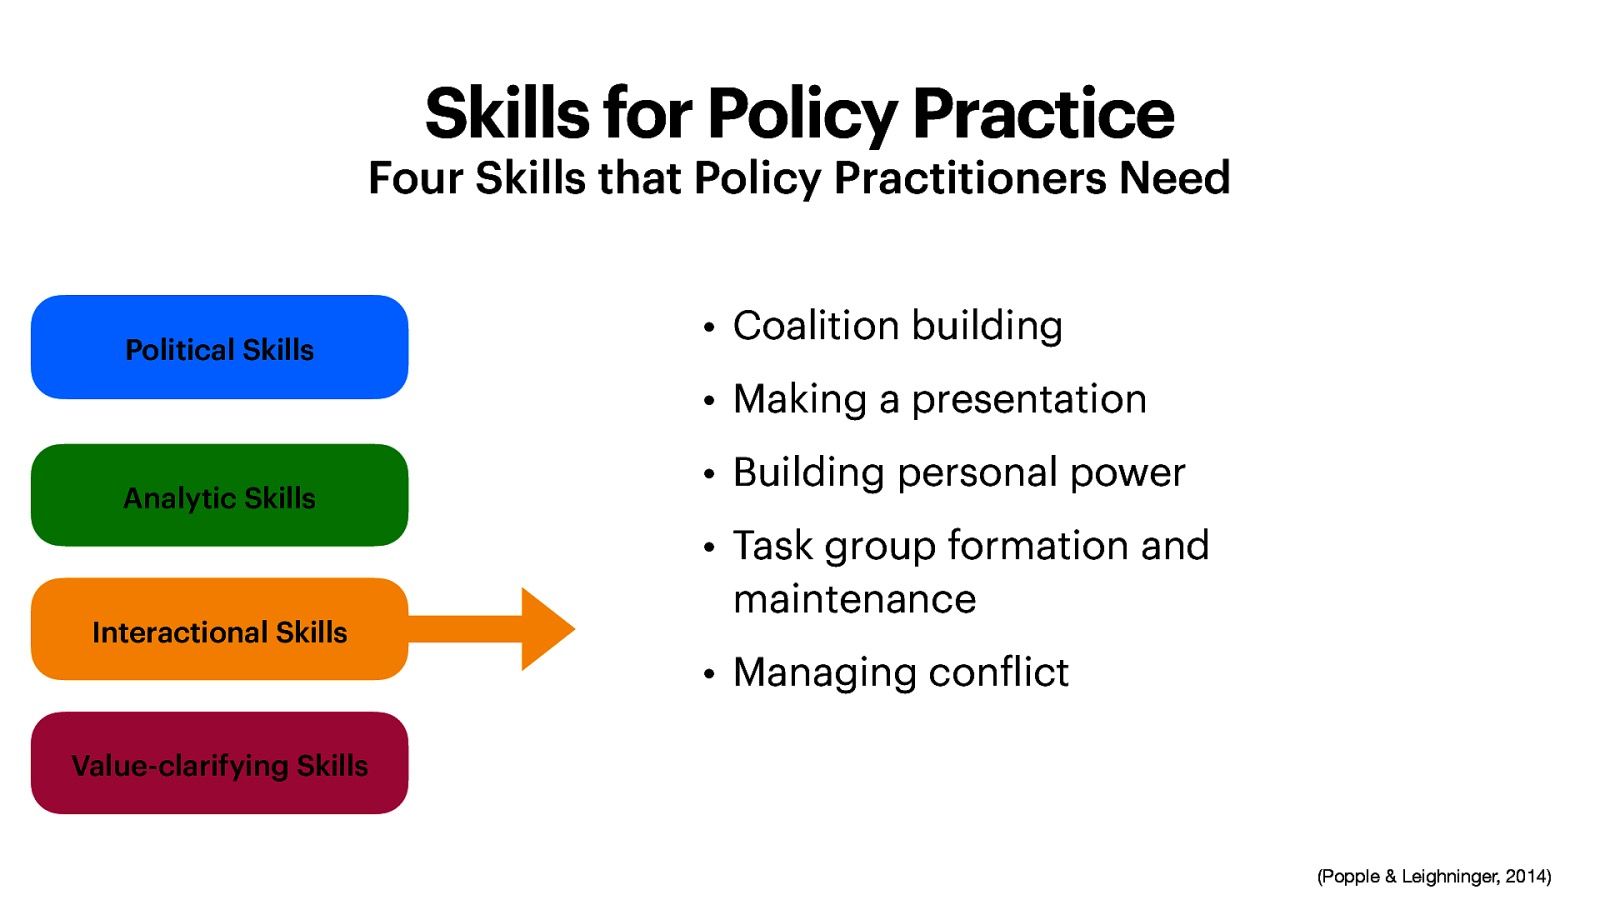 Skills for Policy Practice
Four Skills that Policy Practitioners Need
Political Skills
Analytic Skills
Interactional Skills
Value-clarifying Skills
• Coalition building
• Making a presentation
• Building personal power
• Task group formation and
maintenance
• Managing conflict
(Popple & Leighninger, 2014)